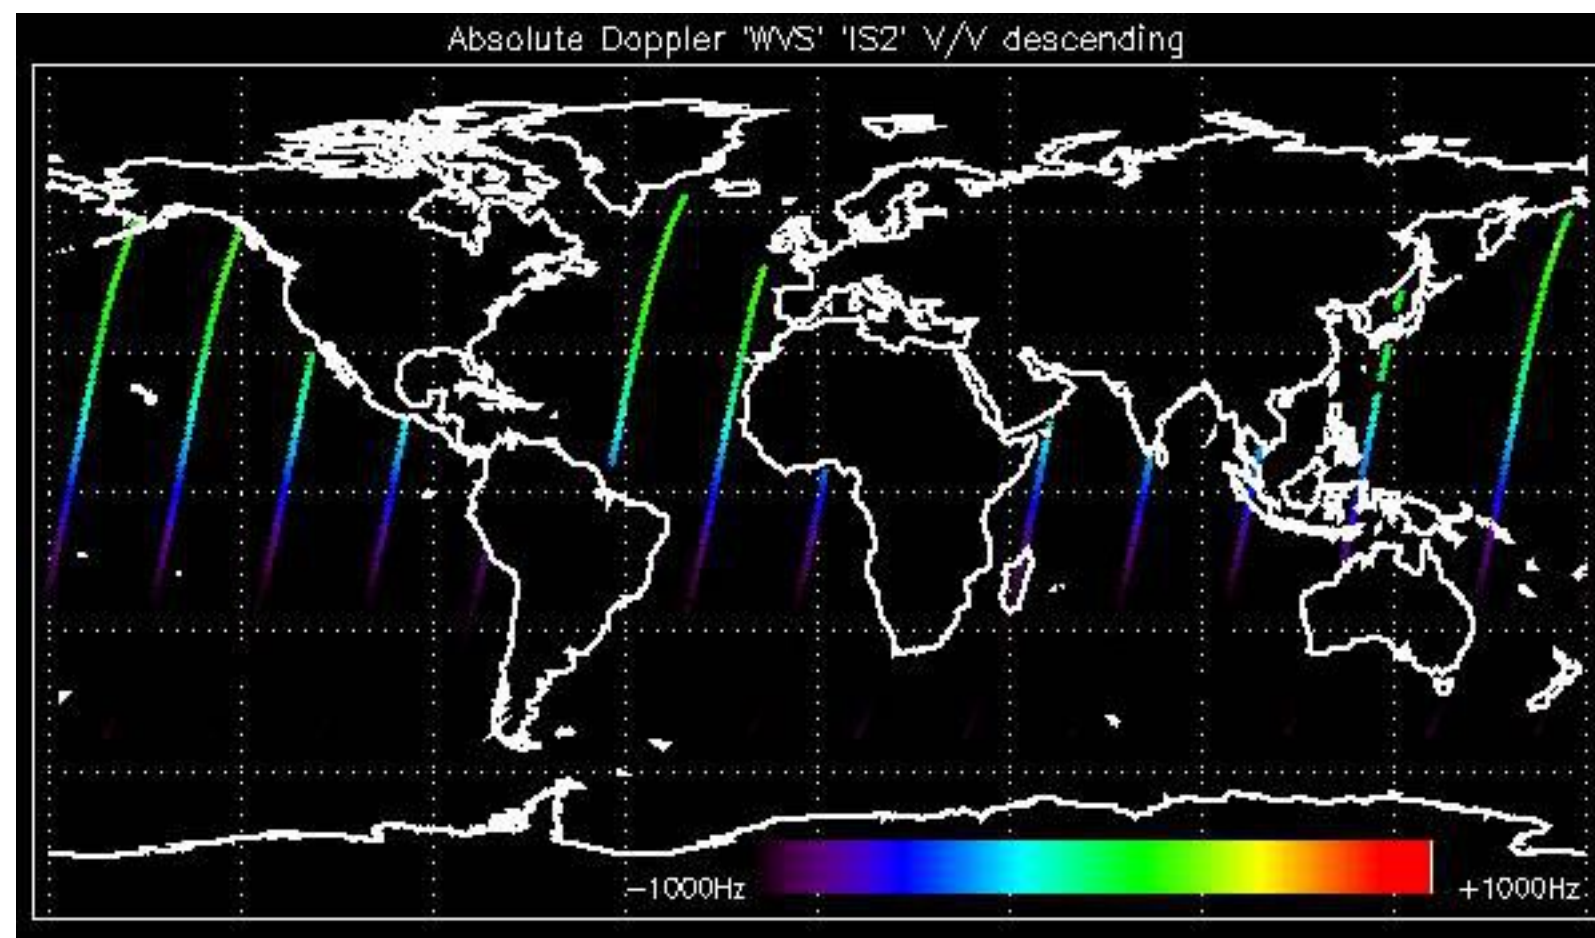 Absolute Doppler 'WVS' 'IS2' V/V descending
−1000Hz
+1000Hz